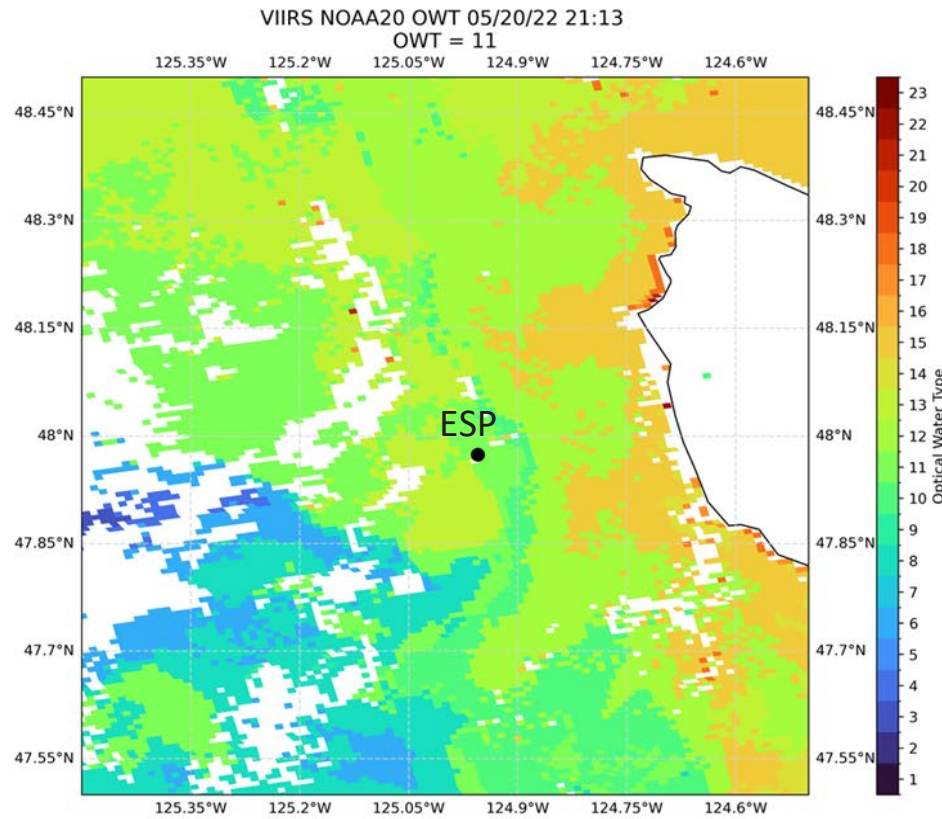 VIIRS NOAA20 OWT 05/20/22 21:13
OWT = 11
125.35°W 125.2°W 125.05°W 124.9°W 124.75°W 124.6°W
48.45°N 48.45°N
48.3°N 48.3°N
48.15°N 48.15°N
48°N 48°N
47.85°N 47.85°N
47.7°N 47.7°N
47.55°N 47.55°N
ESP
125.35°W 125.2°W 125.05°W 124.9°W 124.75°W 124.6°W
23
22
21
20
19
18
17
16
15
14
13
12
11
10
9
8
7
6
5
4
3
2
1
Optical Water Type